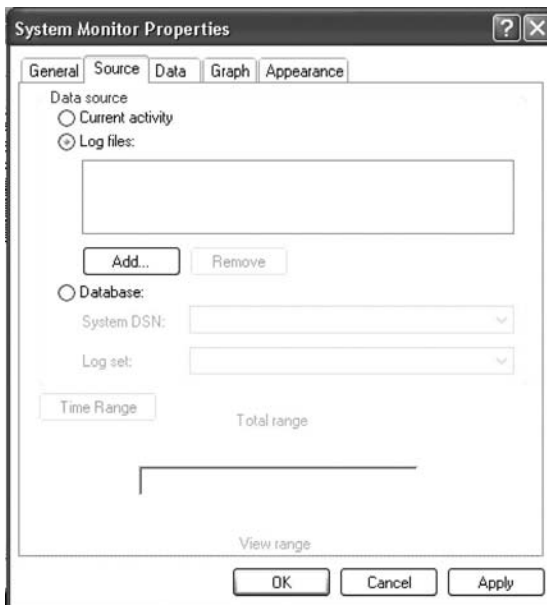 System Monitor Properties
General Source Data Graph Appearance
Data source
Current activity
Log files:
Add... Remove
Database:
System DSN:
Log set:
Time Range
Total range
View range
OK Cancel Apply